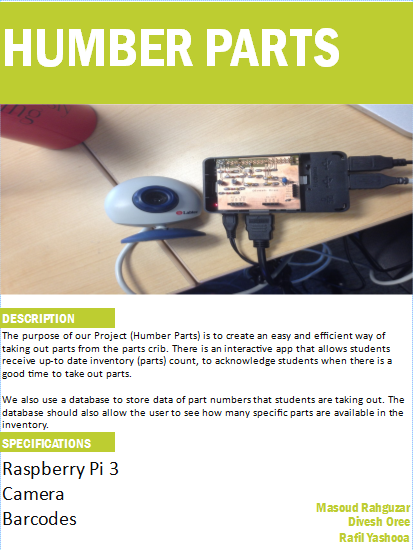 HUMBER PARTS
DESCRIPTION
The purpose of our Project (Humber Parts) is to create an easy and efficient way of
taking out parts from the parts crib. There is an interactive app that allows students
receive up-to date inventory (parts) count, to acknowledge students when there is a
good time to take out parts.
We also use a database to store data of part numbers that students are taking out. The
database should also allow the user to see how many specific parts are available in the
inventory.
SPECIFICATIONS
Raspberry Pi 3
Camera
Barcodes
Masoud Rahguzar
Divesh Oree
Rafil Yashooa